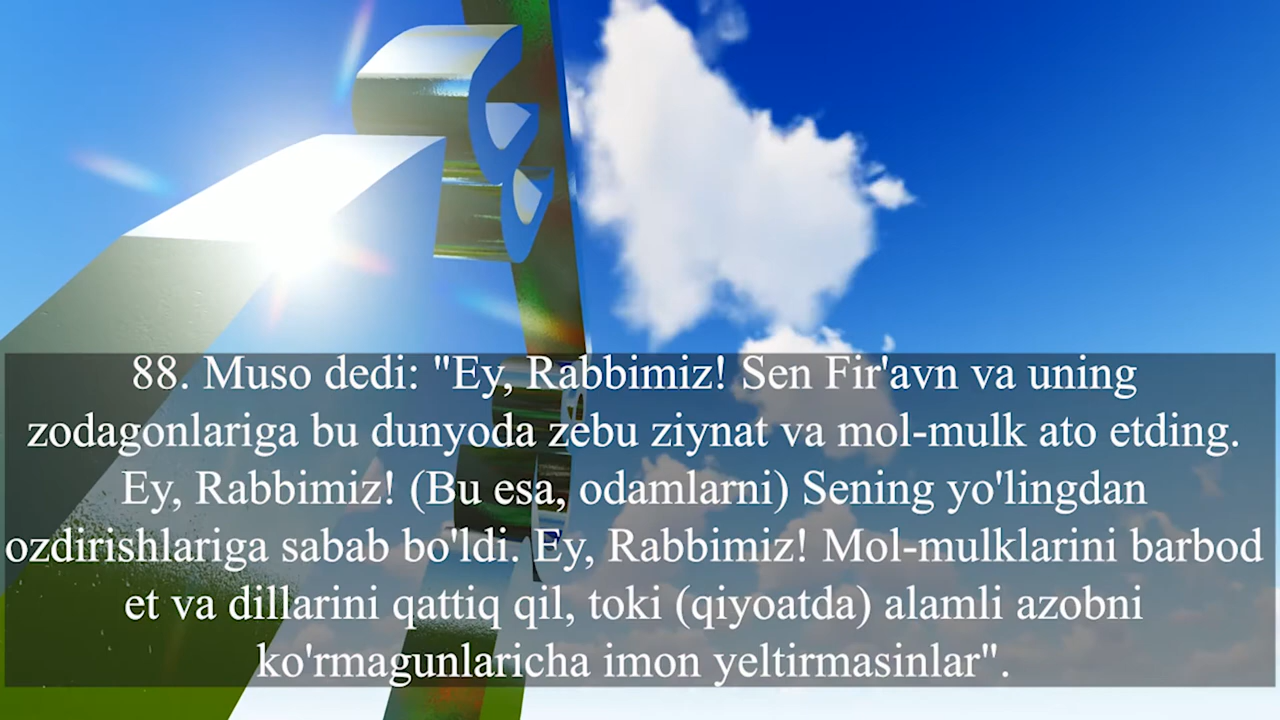 88. Muso dedi: "Ey, Rabbimiz! Sen Fir'avn va uning
zodagonlariga bu dunyoda zebu ziynat va mol-mulk ato etding.
Ey, Rabbimiz! (Bu esa, odamlarni) Sening yo'lingdan
ozdirishlariga sabab bo'ldi. Ey, Rabbimiz! Mol-mulklarini barbod
et va dillarini qattiq qil, toki (qiyoatda) alamli azobni
ko'rmagunlaricha imon yeltirmasinlar".